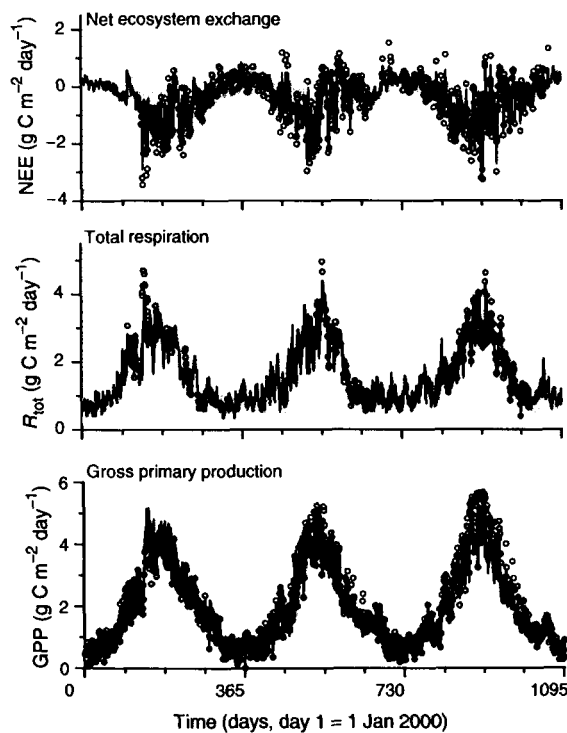 Net ecosystem exchange
NEE (g C m⁻² day⁻¹)
2
0
−2
−4
Total respiration
R_tot (g C m⁻² day⁻¹)
4
2
0
Gross primary production
GPP (g C m⁻² day⁻¹)
6
4
2
0
0 365 730 1095
Time (days, day 1 = 1 Jan 2000)